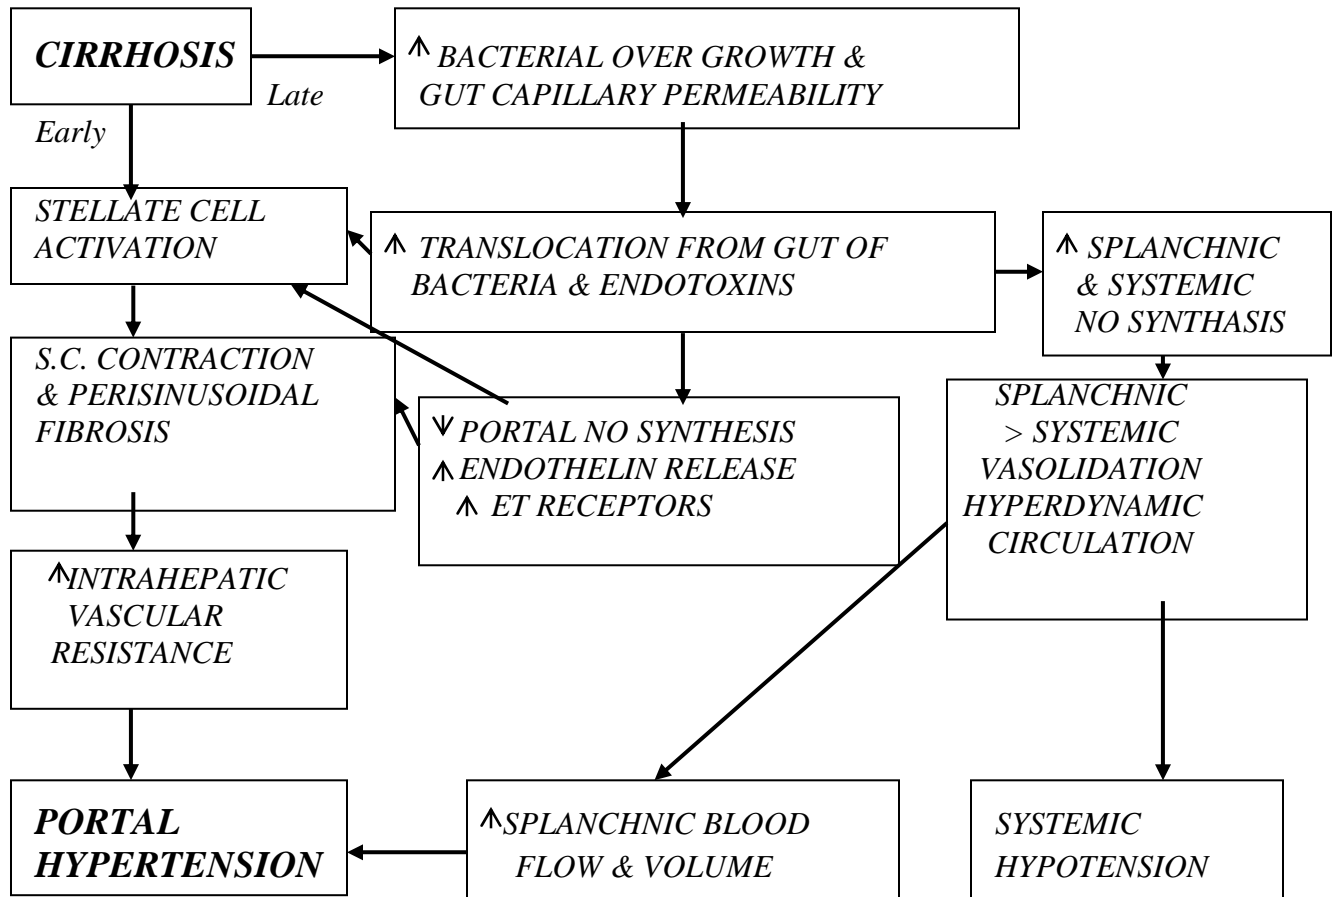 CIRRHOSIS
Late
Early
↑ BACTERIAL OVER GROWTH &
GUT CAPILLARY PERMEABILITY
STELLATE CELL
ACTIVATION
↑ TRANSLOCATION FROM GUT OF
BACTERIA & ENDOTOXINS
↑ SPLANCHNIC
& SYSTEMIC
NO SYNTHASIS
S.C. CONTRACTION
& PERISINUSOIDAL
FIBROSIS
↓ PORTAL NO SYNTHESIS
↑ ENDOTHELIN RELEASE
↑ ET RECEPTORS
SPLANCHNIC
> SYSTEMIC
VASOLIDATION
HYPERDYNAMIC
CIRCULATION
↑INTRAHEPATIC
VASCULAR
RESISTANCE
PORTAL
HYPERTENSION
↑SPLANCHNIC BLOOD
FLOW & VOLUME
SYSTEMIC
HYPOTENSION